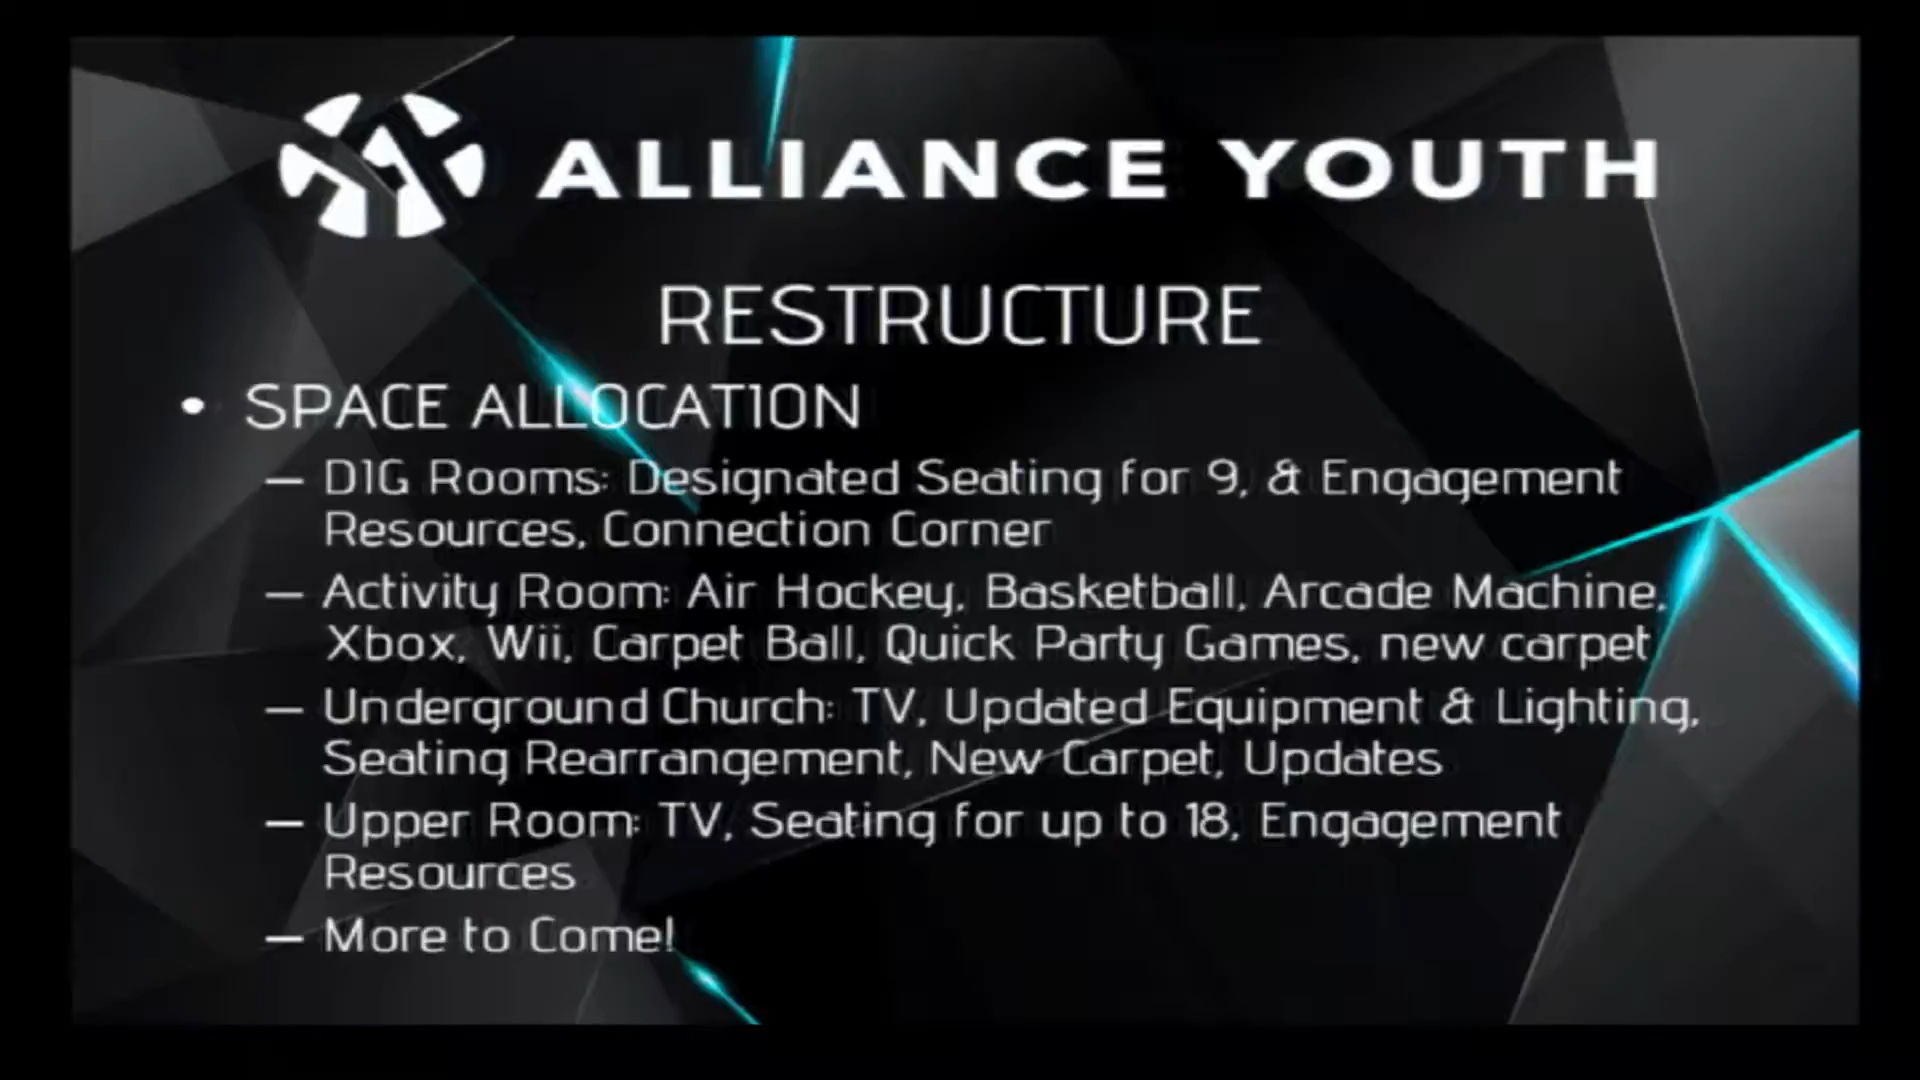 ALLIANCE YOUTH
RESTRUCTURE
• SPACE ALLOCATION
– DIG Rooms: Designated Seating for 9, & Engagement
Resources, Connection Corner
– Activity Room: Air Hockey, Basketball, Arcade Machine,
Xbox, Wii, Carpet Ball, Quick Party Games, new carpet
– Underground Church: TV, Updated Equipment & Lighting,
Seating Rearrangement, New Carpet, Updates
– Upper Room: TV, Seating for up to 18, Engagement
Resources
– More to Come!